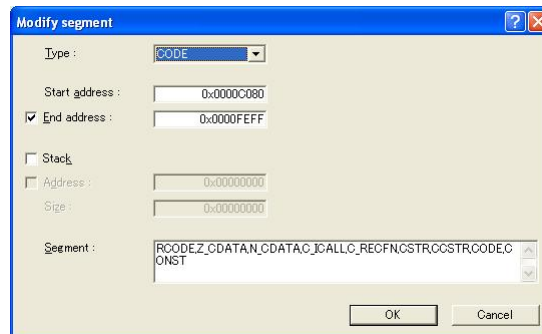 Modify segment
Type :
CODE
Start address :
0x0000C080
End address :
0x0000FEFF
Stack
Address :
0x00000000
Size :
0x00000000
Segment :
RCODE,Z_CDATA,N_CDATA,C_ICALL,C_RECFN,CSTR,CCSTR,CODE,C
ONST
OK
Cancel